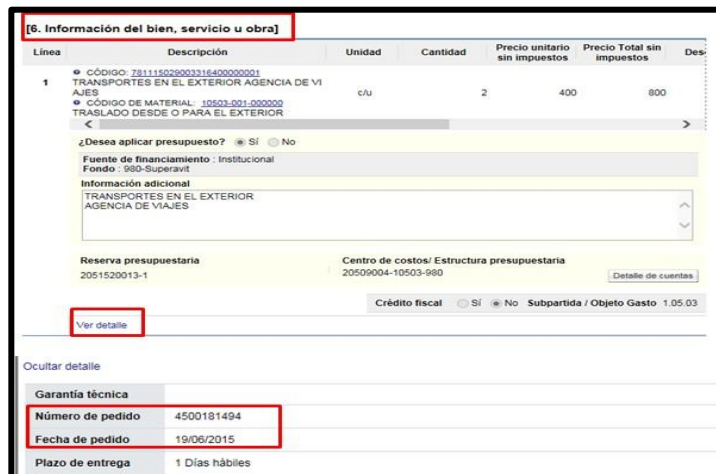 [6. Información del bien, servicio u obra]
Línea Descripción Unidad Cantidad Precio unitario sin impuestos Precio Total sin impuestos Des
1 CÓDIGO: 7811150290033164000000001
TRANSPORTES EN EL EXTERIOR AGENCIA DE VI
AJES
c/u 2 400 800
CÓDIGO DE MATERIAL: 10503-001-000000
TRASLADO DESDE O PARA EL EXTERIOR
¿Desea aplicar presupuesto? Sí No
Fuente de financiamiento : Institucional
Fondo : 980-Superavit
Información adicional
TRANSPORTES EN EL EXTERIOR
AGENCIA DE VIAJES
Reserva presupuestaria Centro de costos/ Estructura presupuestaria
2051520013-1 20509004-10503-980 Detalle de cuentas
Crédito fiscal Sí No Subpartida / Objeto Gasto 1.05.03
Ver detalle
Ocultar detalle
Garantía técnica
Número de pedido 4500181494
Fecha de pedido 19/06/2015
Plazo de entrega 1 Días hábiles